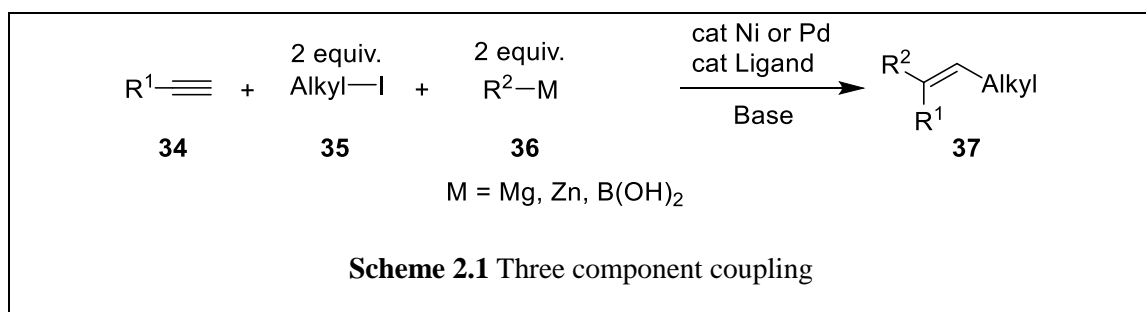 2 equiv. 2 equiv. cat Ni or Pd
cat Ligand
R¹ + Alkyl—I + R²—M Base R² R¹ Alkyl
34 35 36 37
M = Mg, Zn, B(OH)₂
Scheme 2.1 Three component coupling